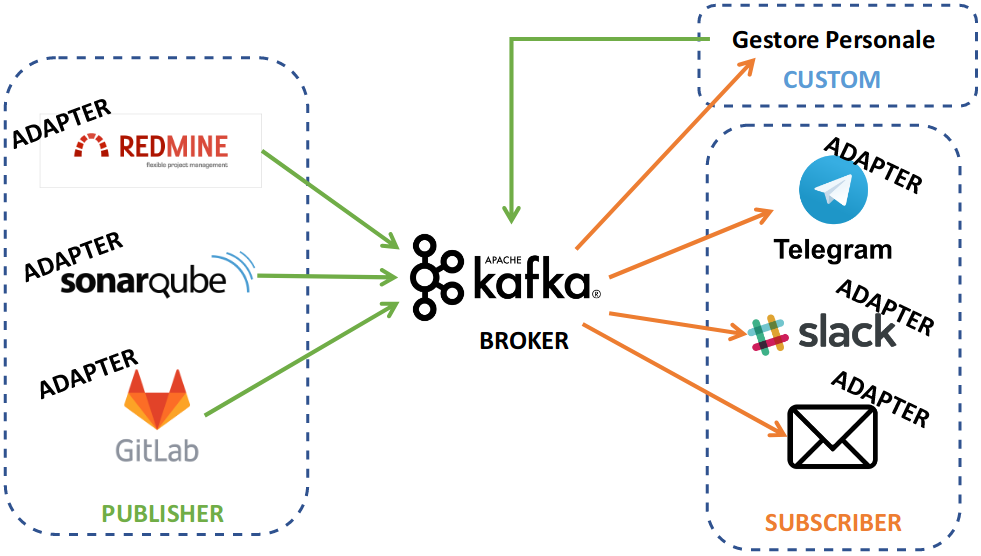 ADAPTER
REDMINE
flexible project management
ADAPTER
sonarqube
ADAPTER
GitLab
PUBLISHER
APACHE
kafka®
BROKER
Gestore Personale
CUSTOM
ADAPTER
Telegram
ADAPTER
slack
ADAPTER
SUBSCRIBER